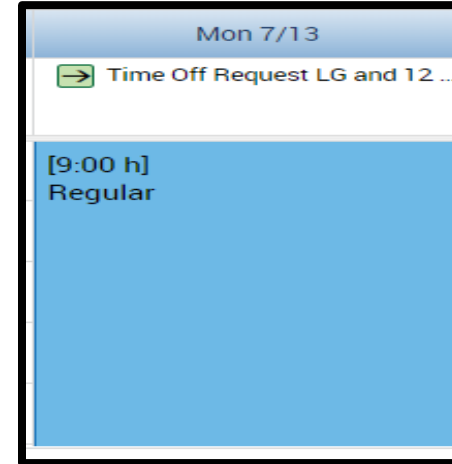 Mon 7/13
Time Off Request LG and 12 ...
[9:00 h]
Regular